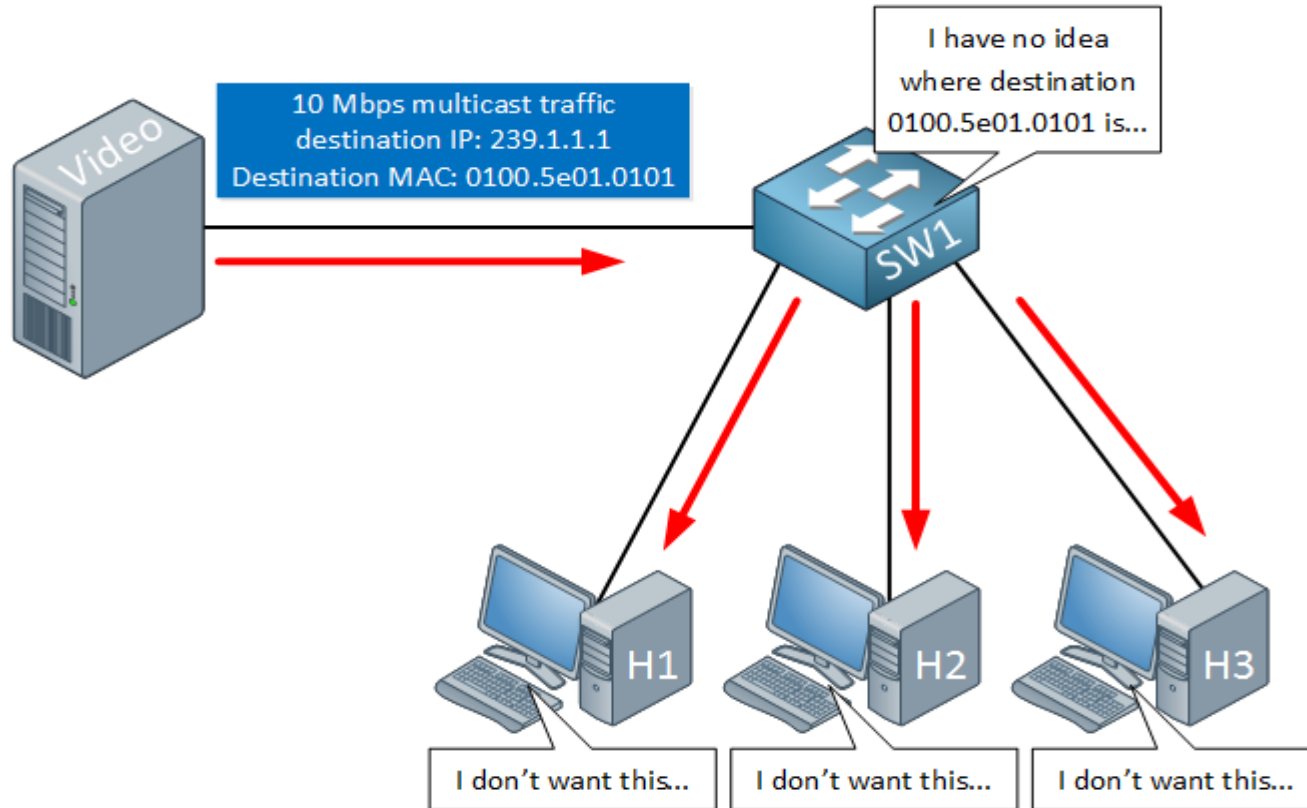 I have no idea
where destination
0100.5e01.0101 is...
10 Mbps multicast traffic
destination IP: 239.1.1.1
Destination MAC: 0100.5e01.0101
Video
SW1
H1
H2
H3
I don't want this...
I don't want this...
I don't want this...